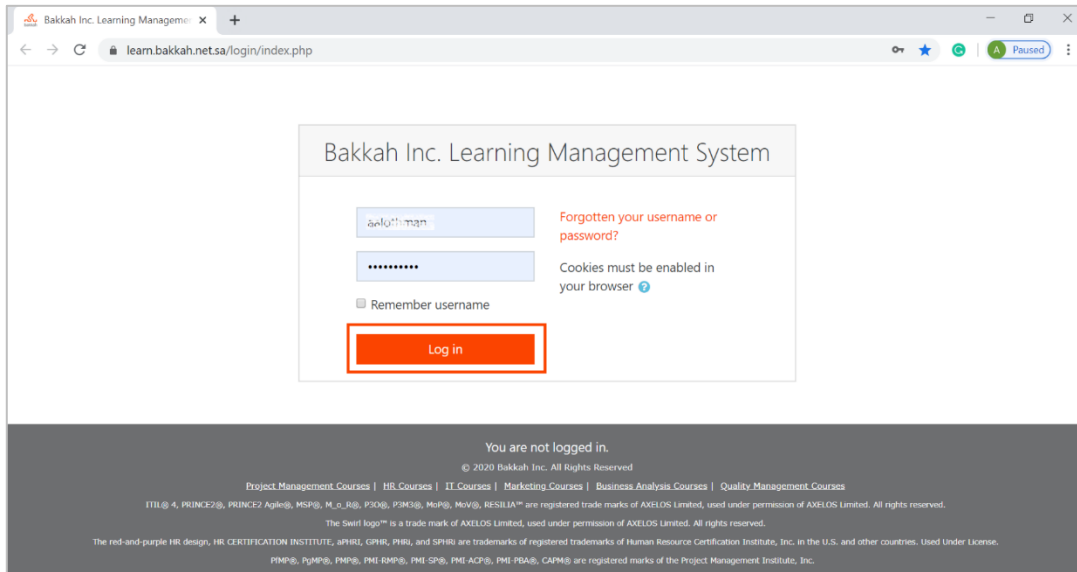 Bakkah Inc. Learning Managemen
learn.bakkah.net.sa/login/index.php
A Paused
Bakkah Inc. Learning Management System
Forgotten your username or
password?
Cookies must be enabled in
your browser ?
Remember username
Log in
You are not logged in.
© 2020 Bakkah Inc. All Rights Reserved
Project Management Courses | HR Courses | IT Courses | Marketing Courses | Business Analysis Courses | Quality Management Courses
ITIL® 4, PRINCE2®, PRINCE2 Agile®, MSP®, M_o_R®, P3O®, P3M3®, MoP®, MoV®, RESILIA™ are registered trade marks of AXELOS Limited, used under permission of AXELOS Limited. All rights reserved.
The Swirl logo™ is a trade mark of AXELOS Limited, used under permission of AXELOS Limited. All rights reserved.
The red-and-purple HR design, HR CERTIFICATION INSTITUTE, aPHRI, GPHR, PHRi, and SPHRi are trademarks of registered trademarks of Human Resource Certification Institute, Inc. in the U.S. and other countries. Used Under License.
PfMP®, PgMP®, PMP®, PMI-RMP®, PMI-SP®, PMI-ACP®, PMI-PBA®, CAPM® are registered marks of the Project Management Institute, Inc.